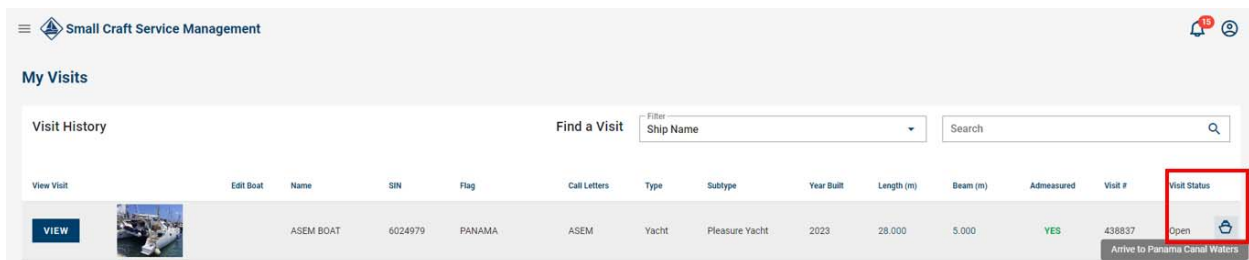 Small Craft Service Management
15
My Visits
Visit History
Find a Visit
Filter
Ship Name
Search
View Visit Edit Boat Name SIN Flag Call Letters Type Subtype Year Built Length (m) Beam (m) Admeasured Visit # Visit Status
VIEW ASEM BOAT 6024979 PANAMA ASEM Yacht Pleasure Yacht 2023 28.000 5.000 YES 438837 Open
Arrive to Panama Canal Waters